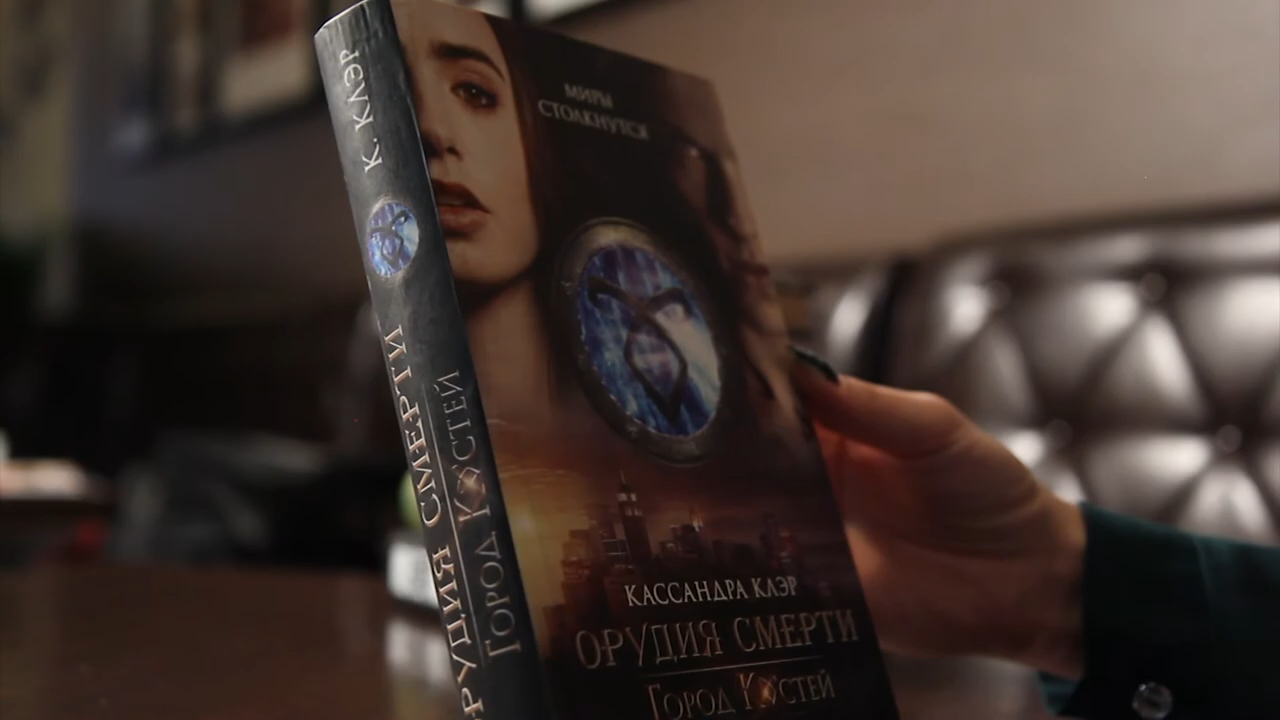 К. КЛЭР
ОРУДИЯ СМЕРТИ
ГОРОД КОСТЕЙ
МИРЫ
СТОЛКНУТСЯ
КАССАНДРА КЛЭР
ОРУДИЯ СМЕРТИ
ГОРОД КОСТЕЙ